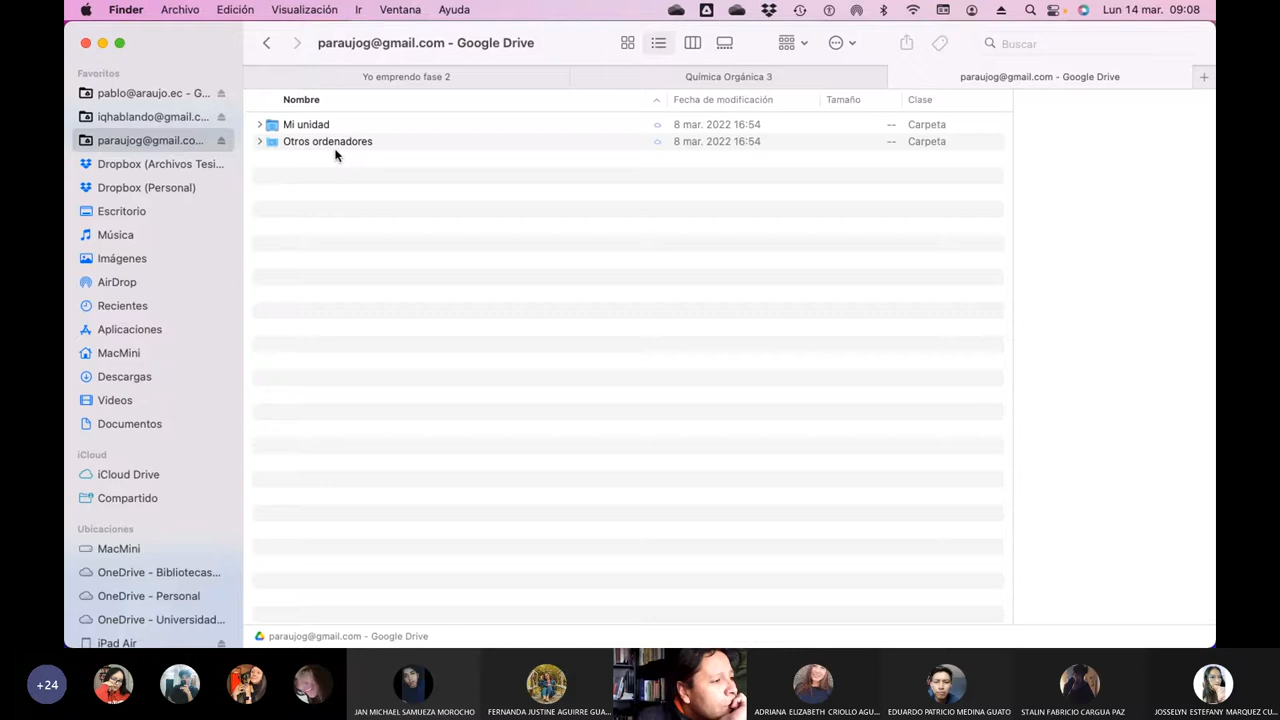 Finder Archivo Edición Visualización Ir Ventana Ayuda Lun 14 mar. 09:08
paraujog@gmail.com - Google Drive Buscar
Yo emprendo fase 2 Química Orgánica 3 paraujog@gmail.com - Google Drive
Favoritos
pablo@araujo.ec - G...
iqhablando@gmail.c...
paraujog@gmail.co...
Dropbox (Archivos Tesi...
Dropbox (Personal)
Escritorio
Música
Imágenes
AirDrop
Recientes
Aplicaciones
MacMini
Descargas
Videos
Documentos
iCloud
iCloud Drive
Compartido
Ubicaciones
MacMini
OneDrive - Bibliotecas...
OneDrive - Personal
OneDrive - Universidad...
iPad Air
Nombre Fecha de modificación Tamaño Clase
Mi unidad 8 mar. 2022 16:54 -- Carpeta
Otros ordenadores 8 mar. 2022 16:54 -- Carpeta
paraujog@gmail.com - Google Drive
+24
JAN MICHAEL SAMUEZA MOROCHO
FERNANDA JUSTINE AGUIRRE GUA...
ADRIANA ELIZABETH CRIOLLO AGU...
EDUARDO PATRICIO MEDINA GUATO
STALIN FABRICIO CARGUA PAZ
JOSSELYN ESTEFANY MARQUEZ CU...